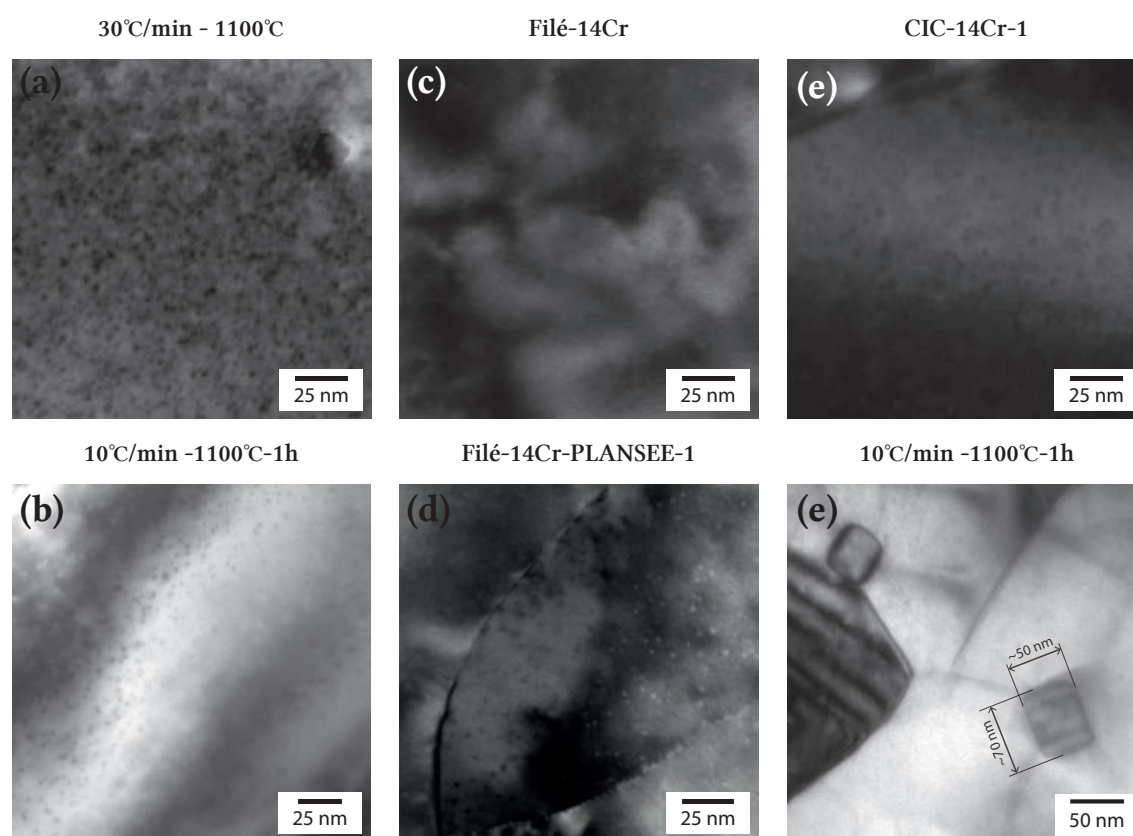 30℃/min - 1100℃
Filé-14Cr
CIC-14Cr-1
(a)
(c)
(e)
25 nm
25 nm
25 nm
10℃/min -1100℃-1h
Filé-14Cr-PLANSEE-1
10℃/min -1100℃-1h
(b)
(d)
(e)
~50 nm
~70 nm
25 nm
25 nm
50 nm